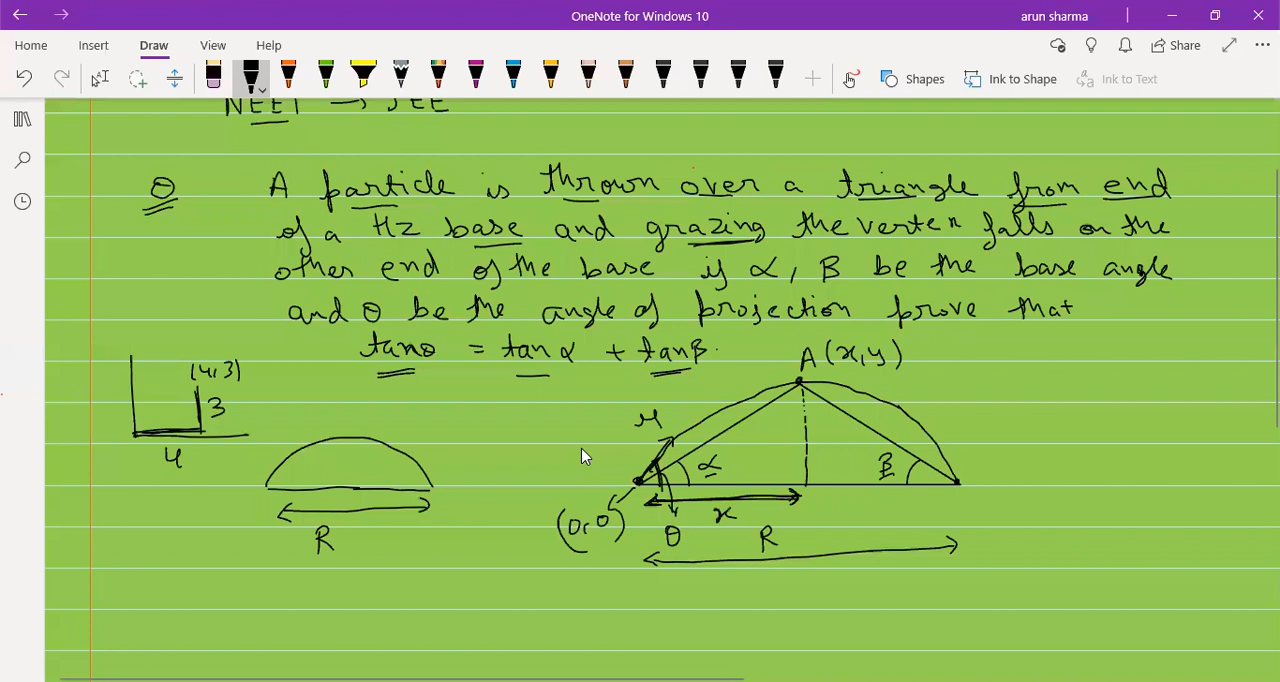 OneNote for Windows 10
arun sharma
Home Insert Draw View Help
Share
Shapes Ink to Shape Ink to Text
NEET → JEE
Q A particle is thrown over a triangle from end
of a Hz base and grazing the vertex falls on the
other end of the base if α, β be the base angle
and θ be the angle of projection prove that
tanθ = tanα + tanβ.
A (x,y)
(4,3)
3
4
R
u
α
β
x
(0,0)
θ
R